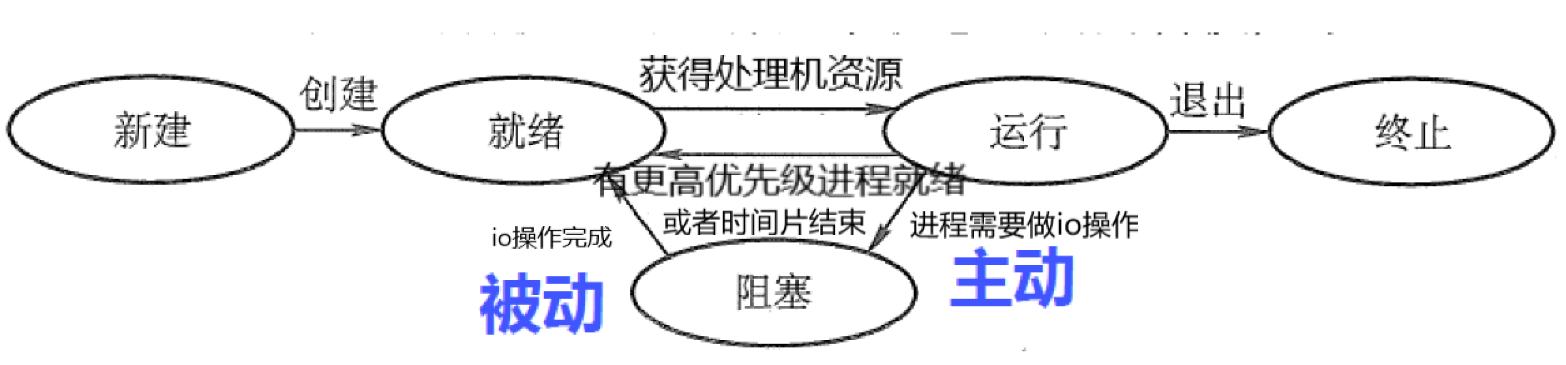 获得处理机资源
新建
创建
就绪
运行
退出
终止
有更高优先级进程就绪
或者时间片结束
io操作完成
进程需要做io操作
被动
阻塞
主动